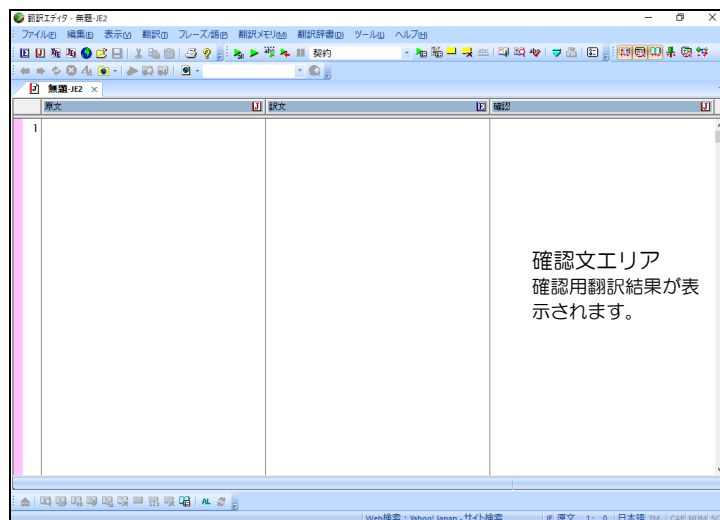 翻訳エディタ - 無題-JE2
ファイル(F) 編集(E) 表示(V) 翻訳(T) フレーズ/語(P) 翻訳メモリ(M) 翻訳辞書(D) ツール(L) ヘルプ(H)
契約
無題-JE2 ×
原文 J 訳文 E 確認 J
1
確認文エリア
確認用翻訳結果が表
示されます。
AL
Web検索：Yahoo! Japan - サイト検索 JE 原文 1: 0 日本語 TM CAP NUM SC